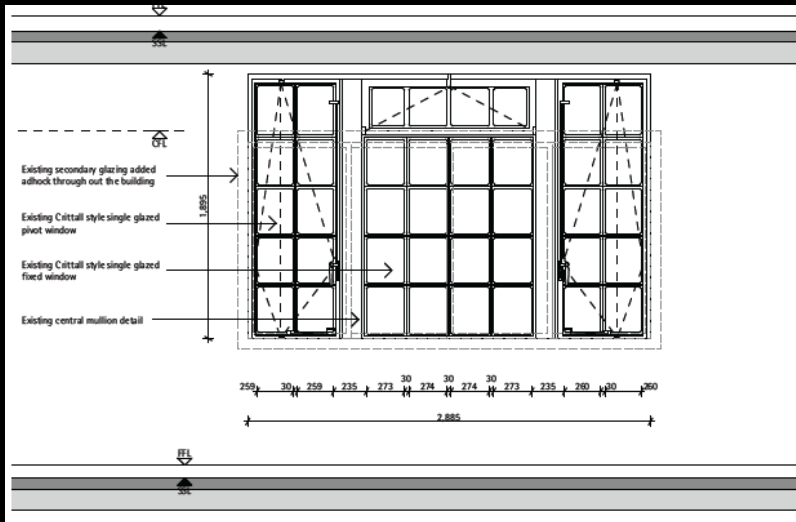 SSL
CFL
Existing secondary glazing added
adhock through out the building
1,895
Existing Crittall style single glazed
pivot window
Existing Crittall style single glazed
fixed window
Existing central mullion detail
259 30 259 235 273 30 274 30 274 30 273 235 260 30 260
2,885
FFL
SSL